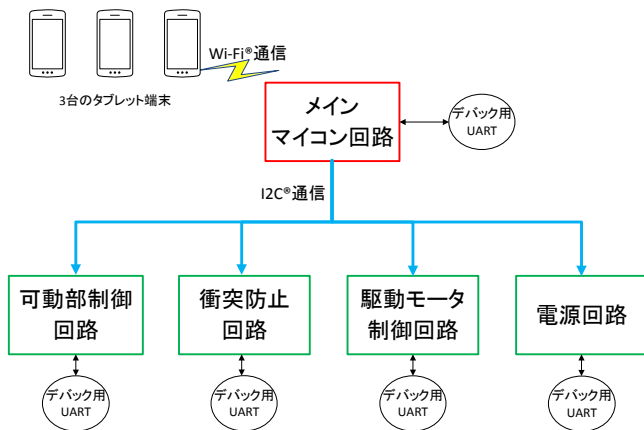 Wi-Fi®通信
3台のタブレット端末
メイン
マイコン回路
デバック用
UART
I2C®通信
可動部制御
回路
衝突防止
回路
駆動モータ
制御回路
電源回路
デバック用
UART
デバック用
UART
デバック用
UART
デバック用
UART